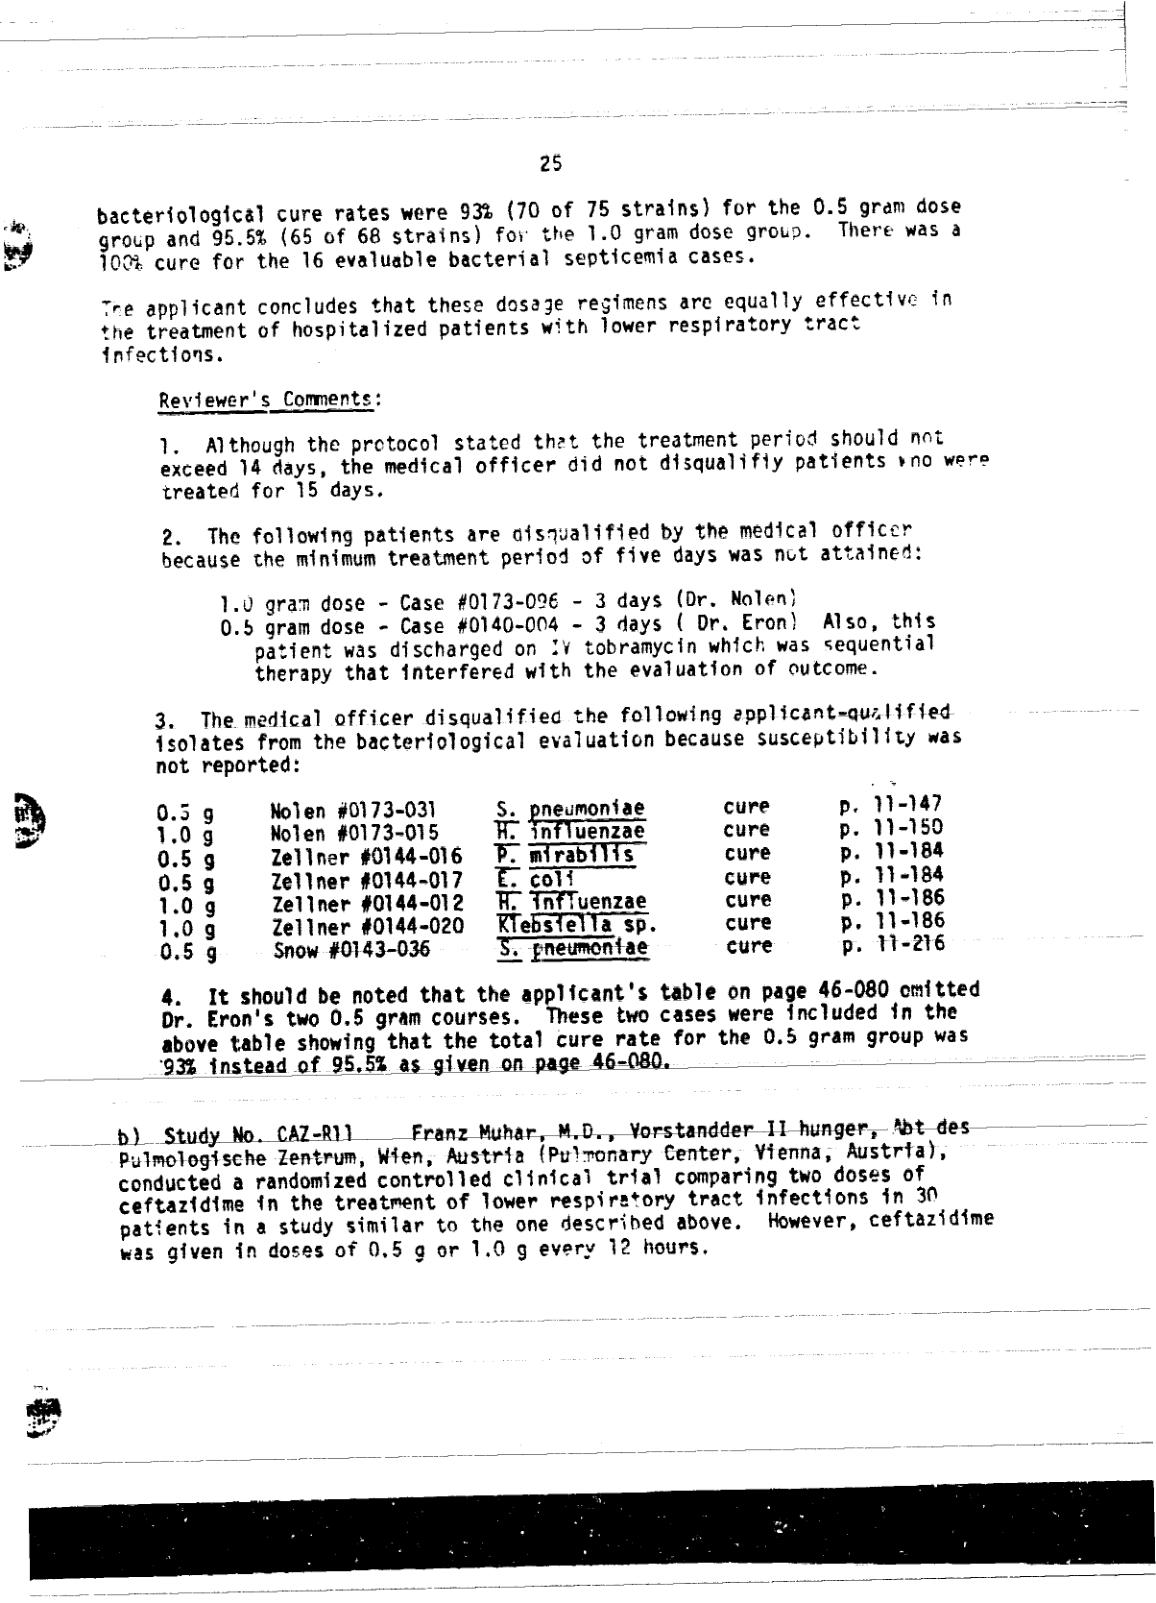 25
bacteriological cure rates were 93% (70 of 75 strains) for the 0.5 gram dose
group and 95.5% (65 of 68 strains) for the 1.0 gram dose group. There was a
100% cure for the 16 evaluable bacterial septicemia cases.
The applicant concludes that these dosage regimens are equally effective in
the treatment of hospitalized patients with lower respiratory tract
infections.
Reviewer's Comments:
1. Although the protocol stated that the treatment period should not
exceed 14 days, the medical officer did not disqualifiy patients who were
treated for 15 days.
2. The following patients are disqualified by the medical officer
because the minimum treatment period of five days was not attained:
1.0 gram dose - Case #0173-096 - 3 days (Dr. Nolen)
0.5 gram dose - Case #0140-004 - 3 days ( Dr. Eron) Also, this
patient was discharged on IV tobramycin which was sequential
therapy that interfered with the evaluation of outcome.
3. The medical officer disqualified the following applicant-qualified
isolates from the bacteriological evaluation because susceptibility was
not reported:
0.5 g Nolen #0173-031 S. pneumoniae cure p. 11-147
1.0 g Nolen #0173-015 H. influenzae cure p. 11-150
0.5 g Zellner #0144-016 P. mirabilis cure p. 11-184
0.5 g Zellner #0144-017 E. coli cure p. 11-184
1.0 g Zellner #0144-012 H. influenzae cure p. 11-186
1.0 g Zellner #0144-020 Klebsiella sp. cure p. 11-186
0.5 g Snow #0143-036 S. pneumoniae cure p. 11-216
4. It should be noted that the applicant's table on page 46-080 omitted
Dr. Eron's two 0.5 gram courses. These two cases were included in the
above table showing that the total cure rate for the 0.5 gram group was
93% instead of 95.5% as given on page 46-080.
b) Study No. CAZ-R11 Franz Muhar, M.D., Vorstandder II hunger, Abt des
Pulmologische Zentrum, Wien, Austria (Pulmonary Center, Vienna, Austria),
conducted a randomized controlled clinical trial comparing two doses of
ceftazidime in the treatment of lower respiratory tract infections in 30
patients in a study similar to the one described above. However, ceftazidime
was given in doses of 0.5 g or 1.0 g every 12 hours.